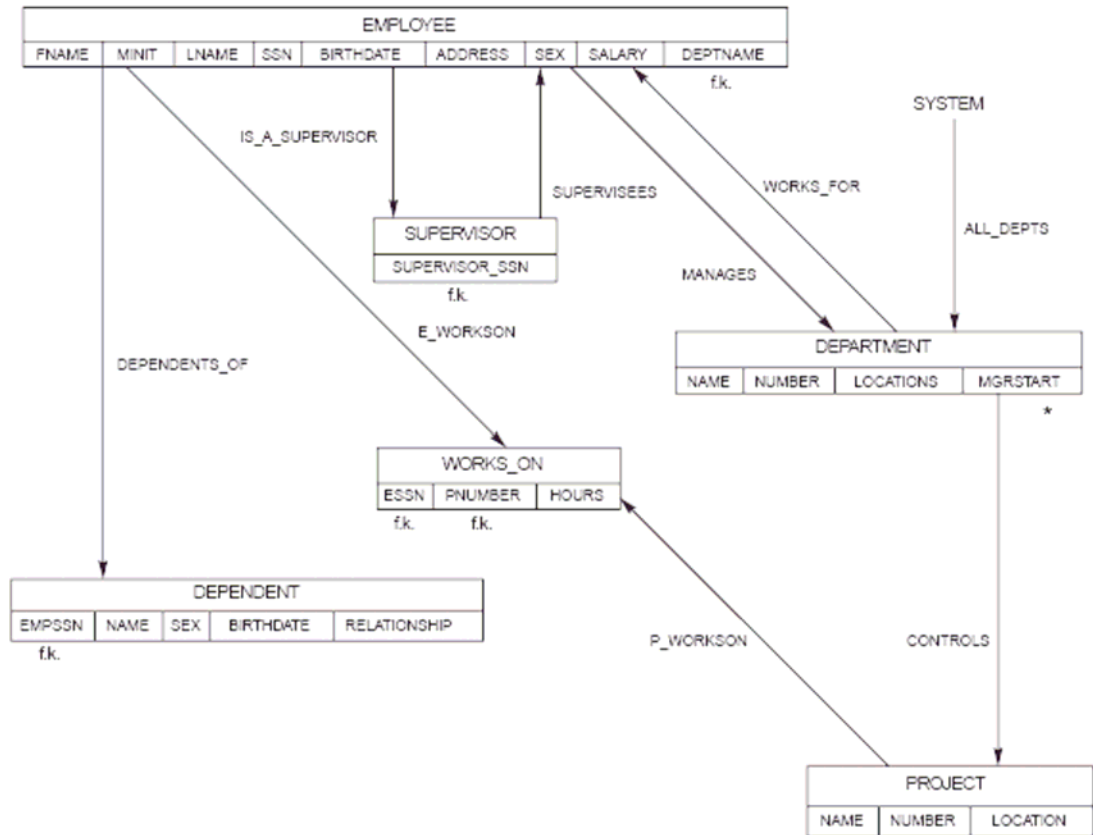 EMPLOYEE
FNAME MINIT LNAME SSN BIRTHDATE ADDRESS SEX SALARY DEPTNAME
f.k.
SYSTEM
IS_A_SUPERVISOR
SUPERVISEES
WORKS_FOR
ALL_DEPTS
SUPERVISOR
SUPERVISOR_SSN
f.k.
MANAGES
E_WORKSON
DEPARTMENT
NAME NUMBER LOCATIONS MGRSTART
*
DEPENDENTS_OF
WORKS_ON
ESSN PNUMBER HOURS
f.k. f.k.
DEPENDENT
EMPSSN NAME SEX BIRTHDATE RELATIONSHIP
f.k.
P_WORKSON
CONTROLS
PROJECT
NAME NUMBER LOCATION